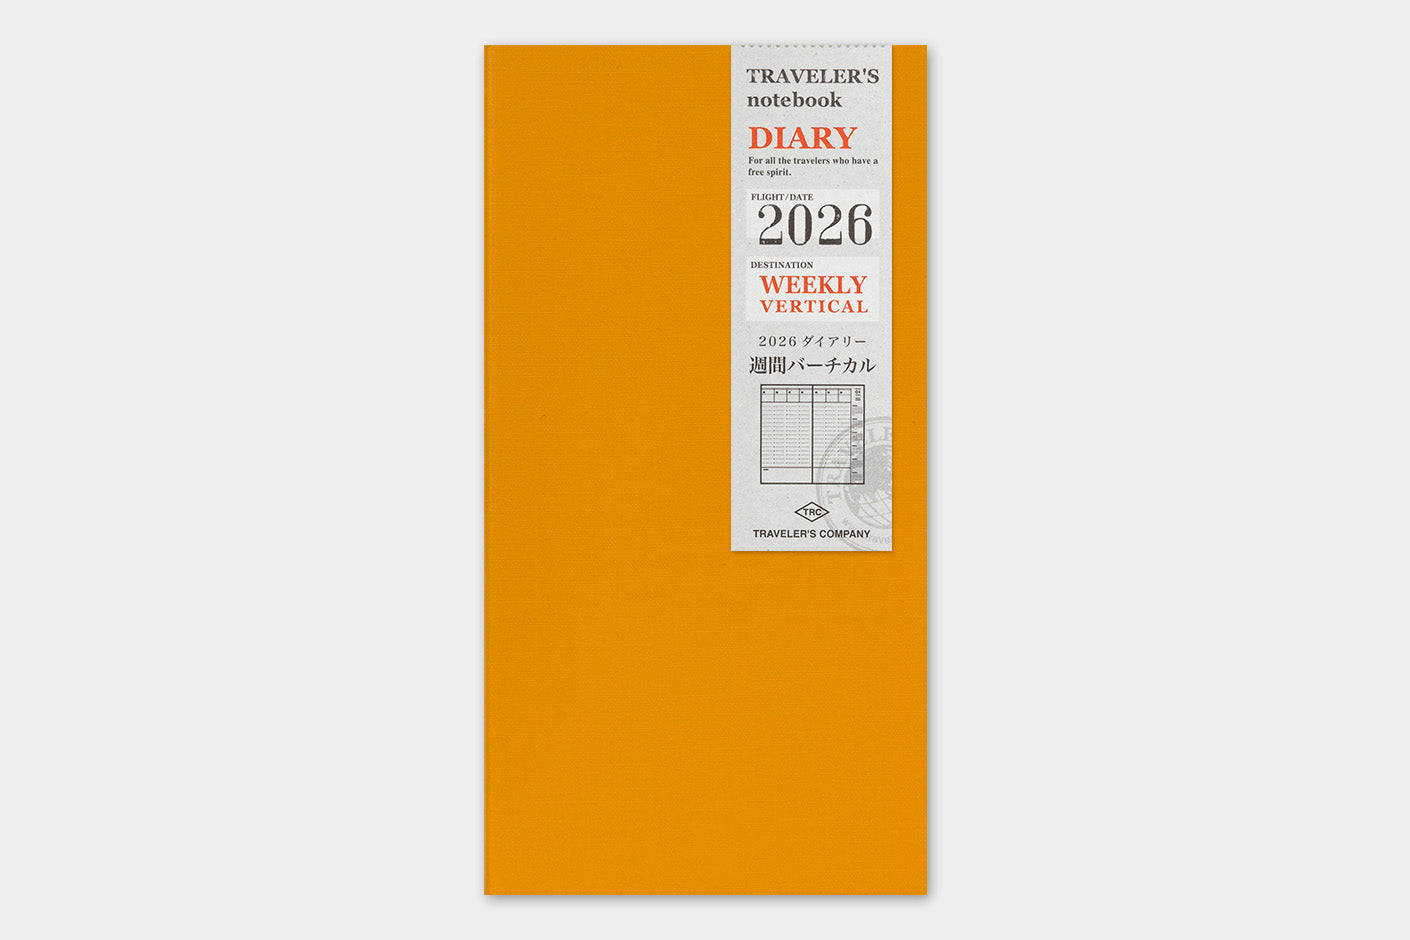 TRAVELER'S
notebook
DIARY
For all the travelers who have a
free spirit.
FLIGHT/DATE
2026
DESTINATION
WEEKLY
VERTICAL
2026 ダイアリー
週間バーチカル
TRC
TRAVELER'S COMPANY